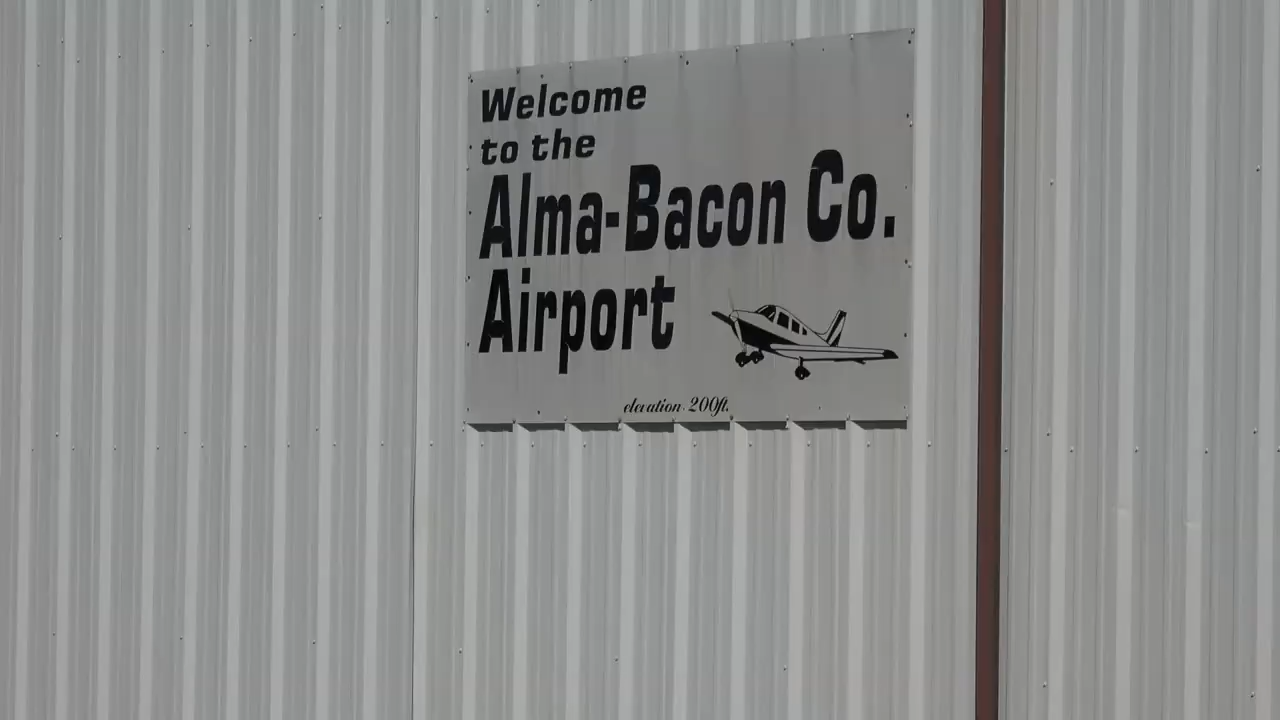 Welcome
to the
Alma-Bacon Co.
Airport
elevation 200ft.